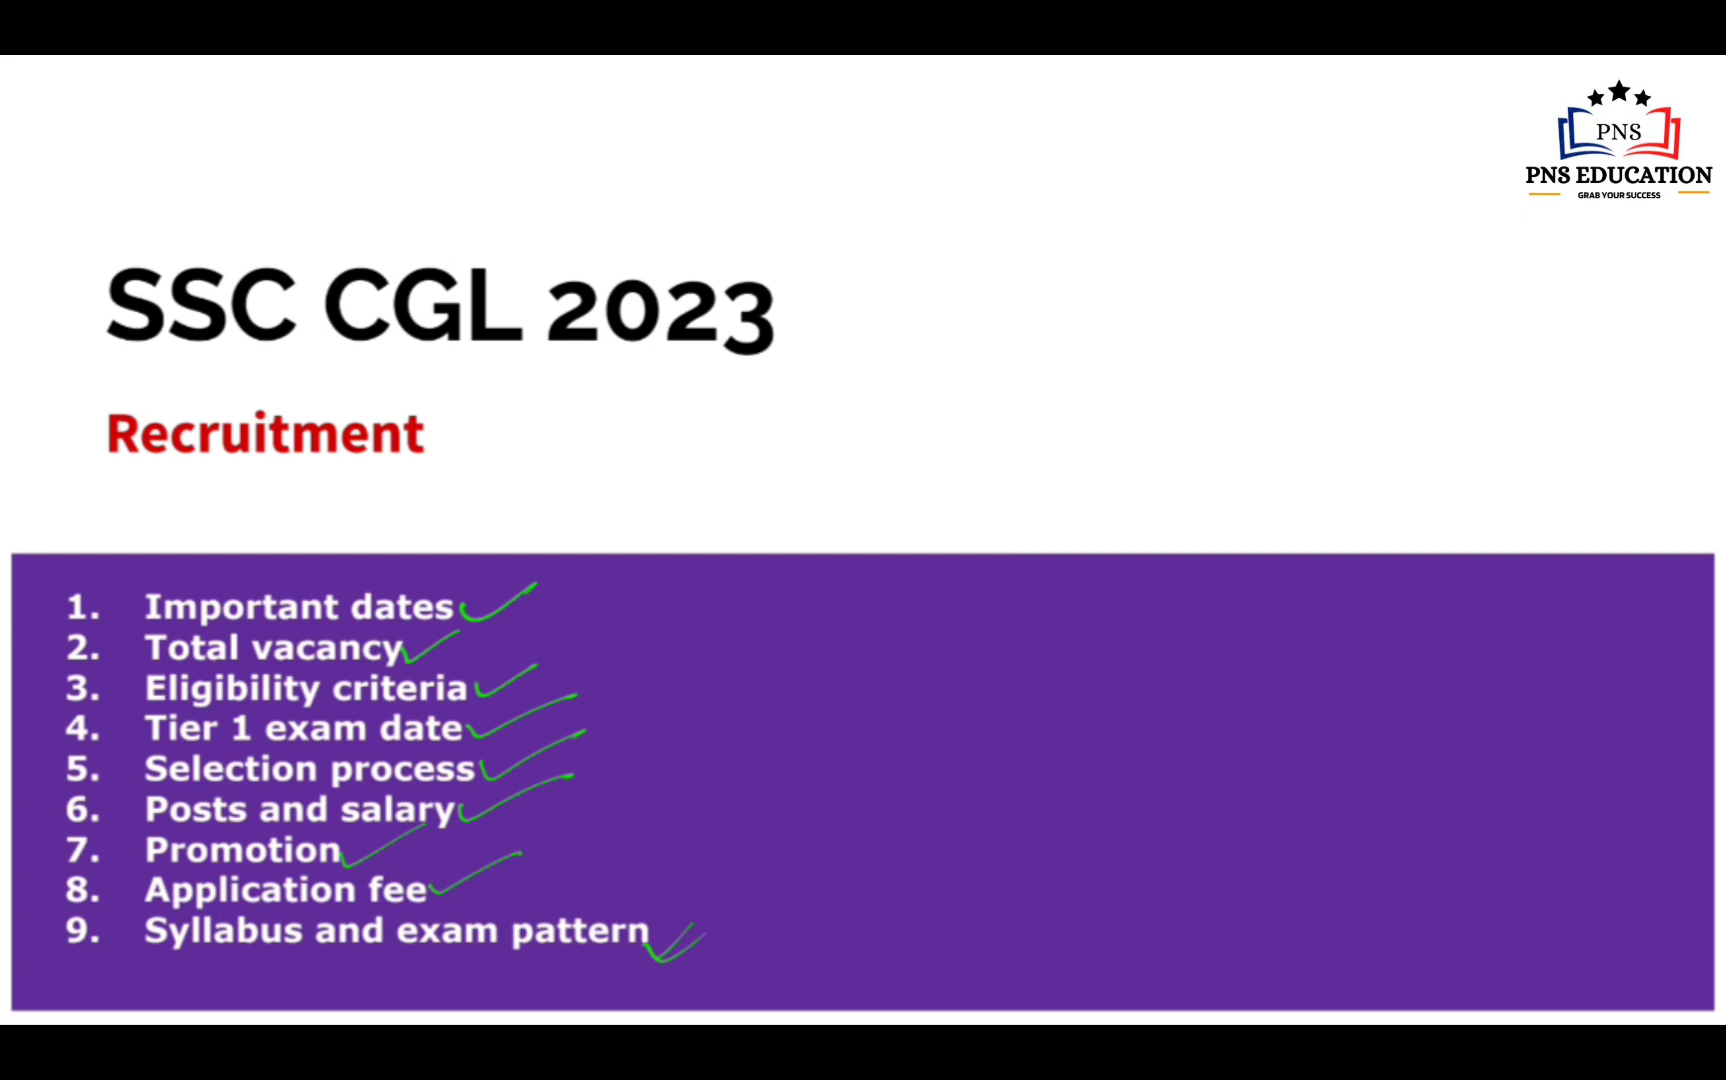 PNS
PNS EDUCATION
GRAB YOUR SUCCESS
SSC CGL 2023
Recruitment
1. Important dates
2. Total vacancy
3. Eligibility criteria
4. Tier 1 exam date
5. Selection process
6. Posts and salary
7. Promotion
8. Application fee
9. Syllabus and exam pattern